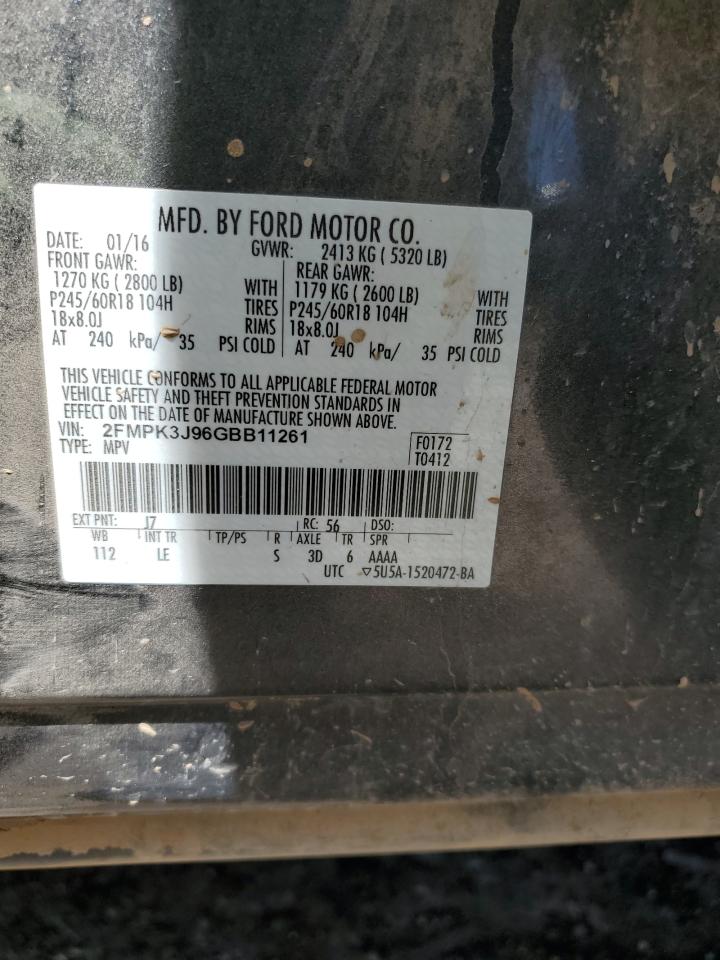 MFD. BY FORD MOTOR CO.
DATE: 01/16
GVWR: 2413 KG ( 5320 LB)
FRONT GAWR:
1270 KG ( 2800 LB) WITH
P245/60R18 104H TIRES
18x8.0J RIMS
AT 240 kPa/ 35 PSI COLD
REAR GAWR:
1179 KG ( 2600 LB) WITH
P245/60R18 104H TIRES
18x8.0J RIMS
AT 240 kPa/ 35 PSI COLD
THIS VEHICLE CONFORMS TO ALL APPLICABLE FEDERAL MOTOR
VEHICLE SAFETY AND THEFT PREVENTION STANDARDS IN
EFFECT ON THE DATE OF MANUFACTURE SHOWN ABOVE.
VIN: 2FMPK3J96GBB11261
TYPE: MPV
F0172
T0412
EXT PNT: J7 RC: 56 DSO:
WB INT TR TP/PS R AXLE TR SPR
112 LE S 3D 6 AAAA
UTC ▽5U5A-1520472-BA